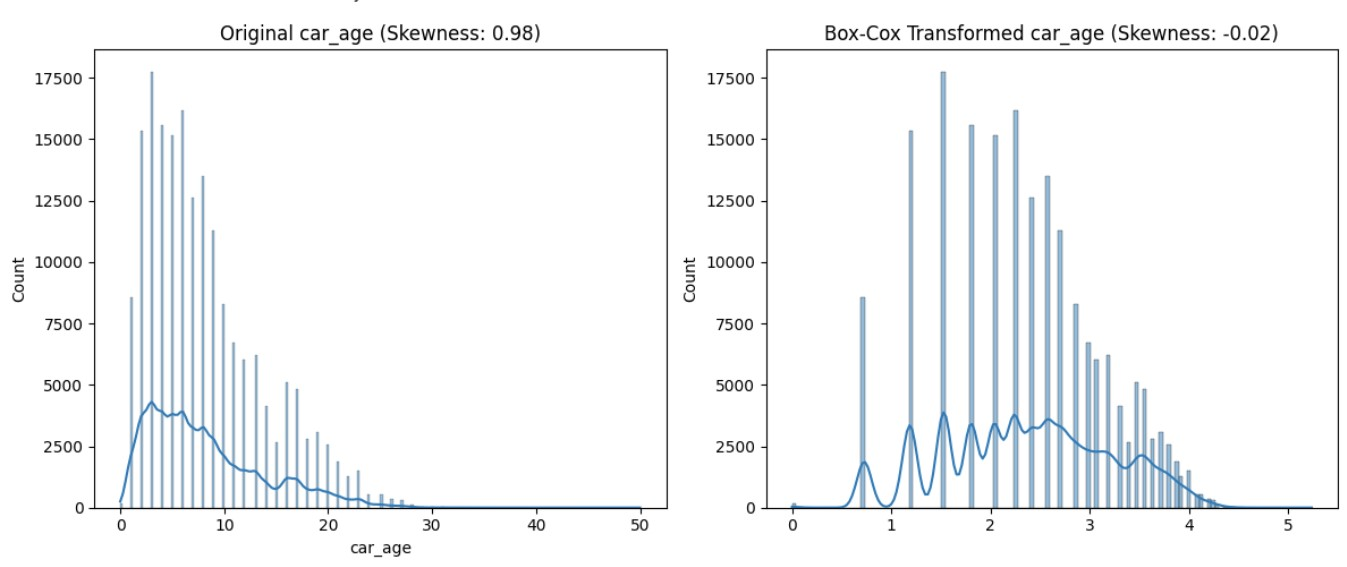 Original car_age (Skewness: 0.98)
17500
15000
12500
10000
7500
5000
2500
0
Count
0 10 20 30 40 50
car_age
Box-Cox Transformed car_age (Skewness: -0.02)
17500
15000
12500
10000
7500
5000
2500
0
Count
0 1 2 3 4 5